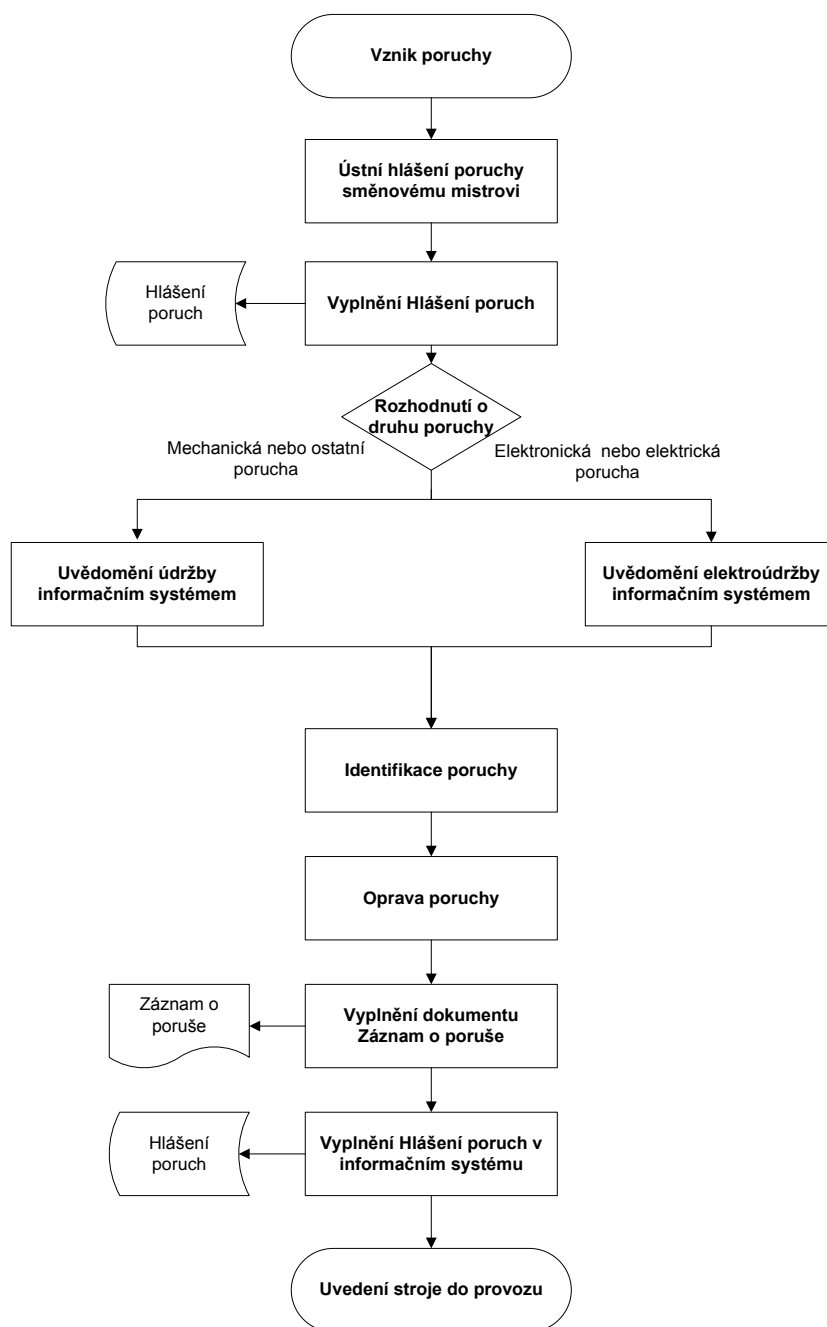 Vznik poruchy
Ústní hlášení poruchy
směnovému mistrovi
Hlášení
poruch
Vyplnění Hlášení poruch
Rozhodnutí o
druhu poruchy
Mechanická nebo ostatní
porucha
Elektronická nebo elektrická
porucha
Uvědomění údržby
informačním systémem
Uvědomění elektroúdržby
informačním systémem
Identifikace poruchy
Oprava poruchy
Záznam o
poruše
Vyplnění dokumentu
Záznam o poruše
Hlášení
poruch
Vyplnění Hlášení poruch v
informačním systému
Uvedení stroje do provozu